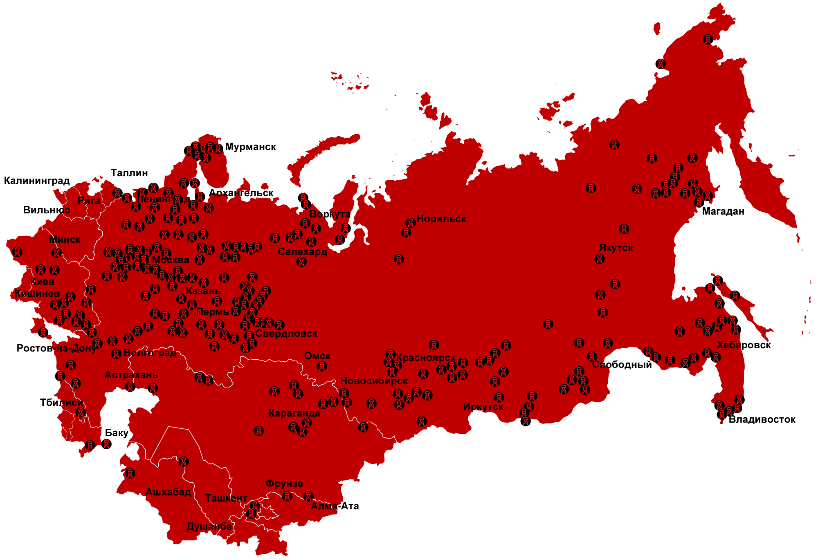 Мурманск
Таллин
Калининград
Архангельск
Рига
Ленинград
Вильнюс
Воркута
Норильск
Магадан
Минск
Салехард
Якутск
Москва
Киев
Казань
Кишинев
Пермь
Свердловск
Ростов-на-Дону
Хабаровск
Волгоград
Омск
Красноярск
Свободный
Астрахань
Новосибирск
Тбилиси
Иркутск
Караганда
Владивосток
Баку
Фрунзе
Ашхабад
Ташкент
Алма-Ата
Душанбе